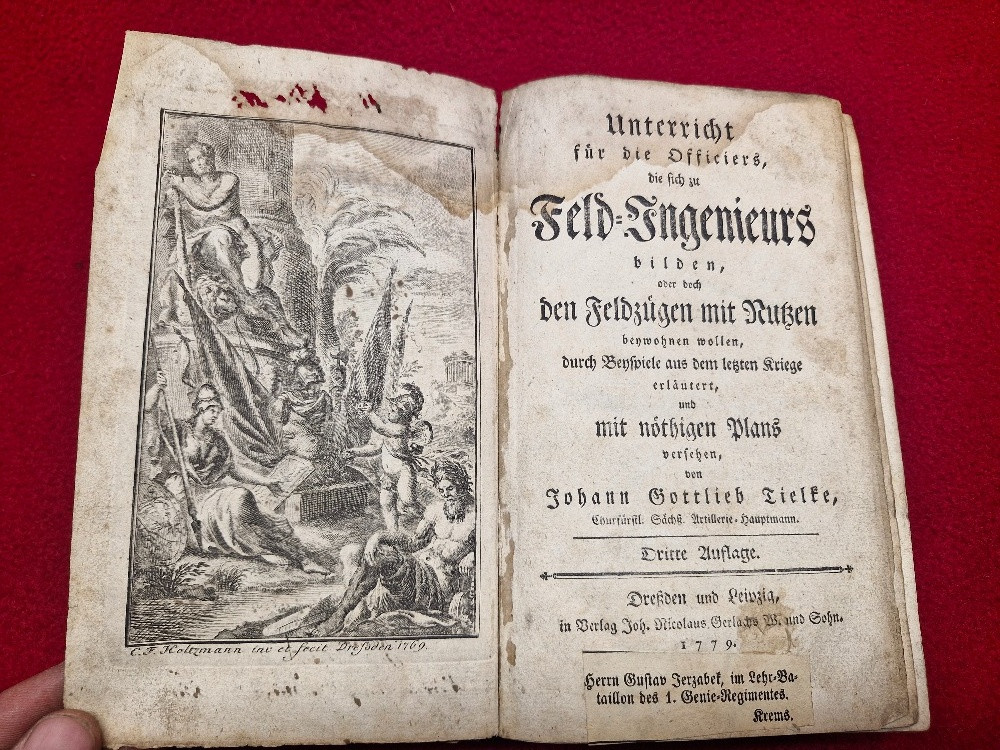 C. F. Holtzmann inv et fecit Dresden 1769.
Unterricht
für die Officiers,
die sich zu
Feld-Ingenieurs
bilden,
oder doch
den Feldzügen mit Nutzen
beywohnen wollen,
durch Beyspiele aus dem letzten Kriege
erläutert,
und
mit nöthigen Plans
versehen,
von
Johann Gottlieb Tielke,
Churfürstl. Sächß. Artillerie-Hauptmann.
Dritte Auflage.
Dreßden und Leipzig,
in Verlag Joh. Nicolaus Gerlachs W. und Sohn.
1779.
Herrn Gustav Jerzabek, im Lehr-Ba-
taillon des 1. Genie-Regimentes.
Krems.